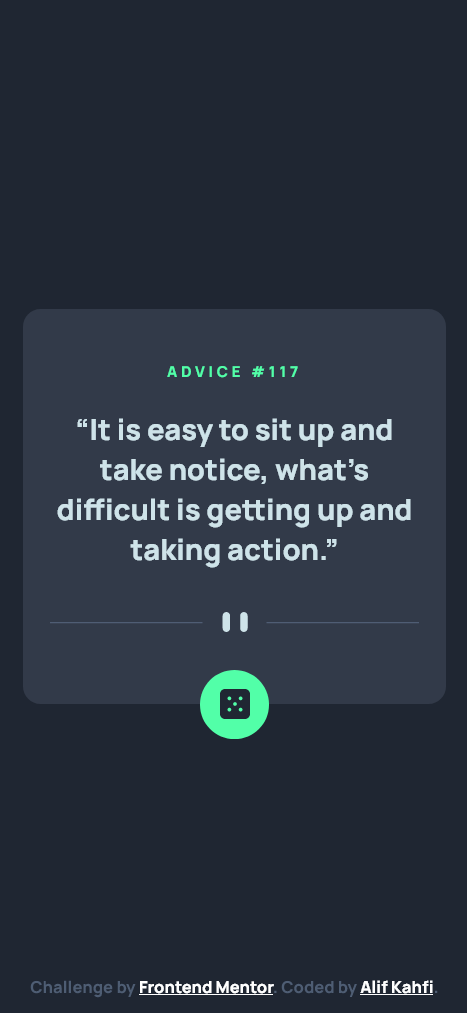 ADVICE #117
“It is easy to sit up and
take notice, what’s
difficult is getting up and
taking action.”
Challenge by Frontend Mentor. Coded by Alif Kahfi.